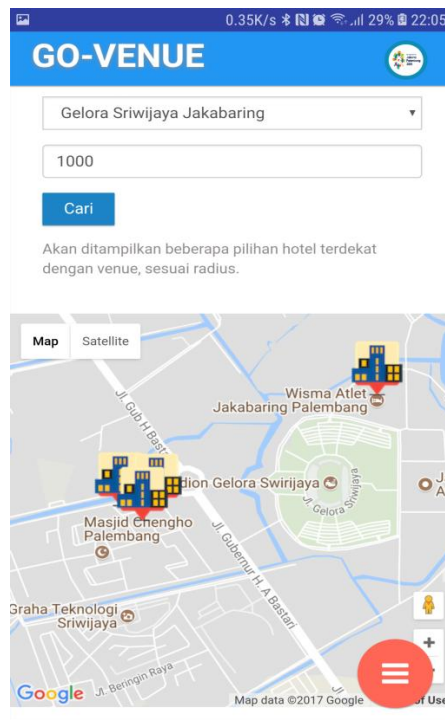 0.35K/s 29% 22:05
GO-VENUE
Gelora Sriwijaya Jakabaring
1000
Cari
Akan ditampilkan beberapa pilihan hotel terdekat
dengan venue, sesuai radius.
Map Satellite
Wisma Atlet
Jakabaring Palembang
Jl. Gub H Bastari
dion Gelora Swirijaya
Jl. Gelora Sriwijaya
J
A
Masjid Chengho
Palembang
Jl. Gubernur H. A Bastari
Graha Teknologi
Sriwijaya
Jl. Beringin Raya
Google
Map data ©2017 Google
of Use